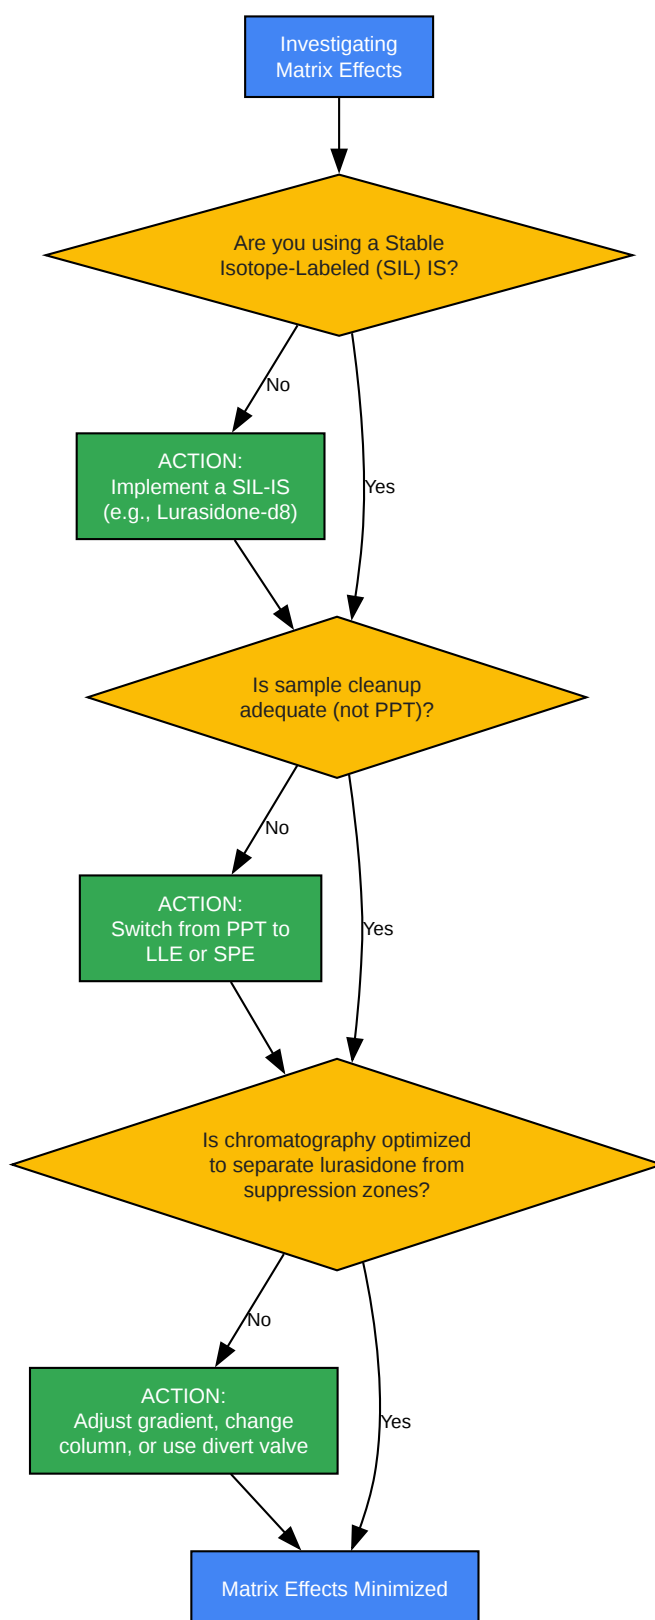 Investigating
Matrix Effects
Are you using a Stable
Isotope-Labeled (SIL) IS?
No
Yes
ACTION:
Implement a SIL-IS
(e.g., Lurasidone-d8)
Is sample cleanup
adequate (not PPT)?
No
Yes
ACTION:
Switch from PPT to
LLE or SPE
Is chromatography optimized
to separate lurasidone from
suppression zones?
No
Yes
ACTION:
Adjust gradient, change
column, or use divert valve
Matrix Effects Minimized